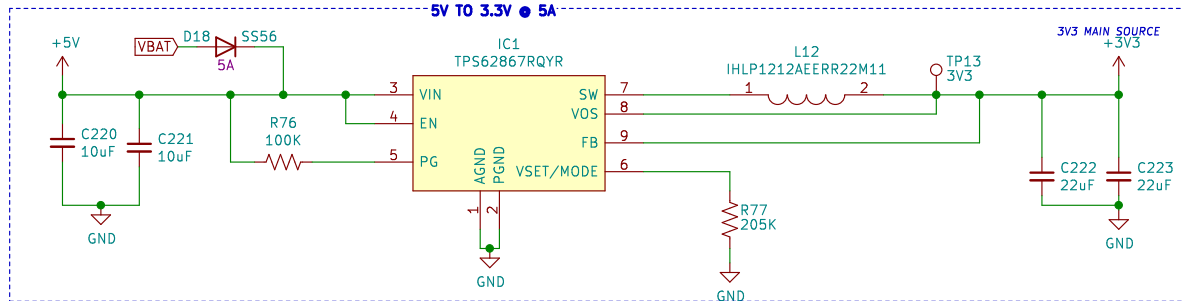 5V TO 3.3V @ 5A
+5V
VBAT
D18
SS56
5A
IC1
TPS62867RQYR
L12
IHLP1212AEERR22M11
TP13
3V3
3V3 MAIN SOURCE
+3V3
3
VIN
SW
7
1
2
VOS
8
4
EN
R76
100K
FB
9
C220
10uF
C221
10uF
5
PG
AGND
PGND
VSET/MODE
6
C222
22uF
C223
22uF
1
2
R77
205K
GND
GND
GND
GND